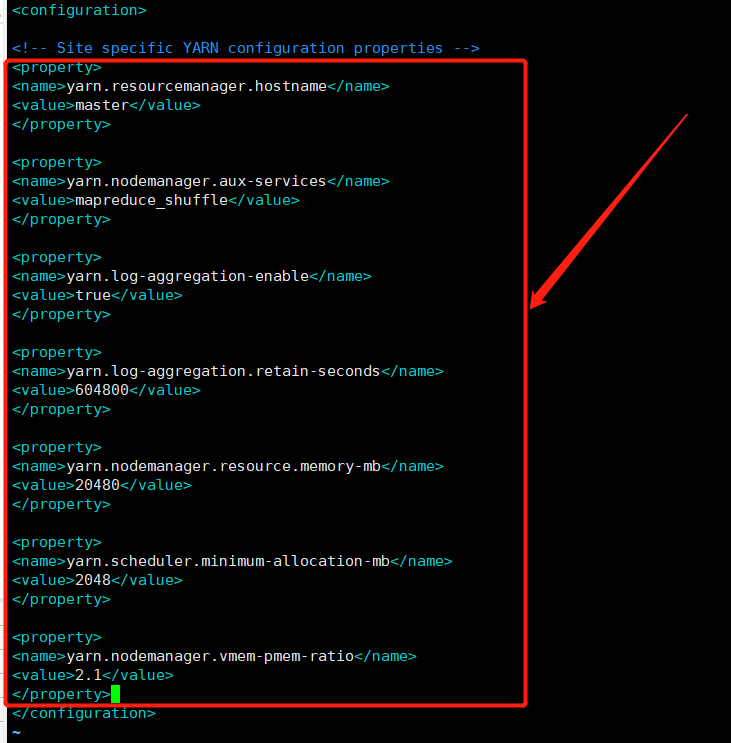 <configuration>
<!-- Site specific YARN configuration properties -->
<property>
<name>yarn.resourcemanager.hostname</name>
<value>master</value>
</property>
<property>
<name>yarn.nodemanager.aux-services</name>
<value>mapreduce_shuffle</value>
</property>
<property>
<name>yarn.log-aggregation-enable</name>
<value>true</value>
</property>
<property>
<name>yarn.log-aggregation.retain-seconds</name>
<value>604800</value>
</property>
<property>
<name>yarn.nodemanager.resource.memory-mb</name>
<value>20480</value>
</property>
<property>
<name>yarn.scheduler.minimum-allocation-mb</name>
<value>2048</value>
</property>
<property>
<name>yarn.nodemanager.vmem-pmem-ratio</name>
<value>2.1</value>
</property>
</configuration>
~